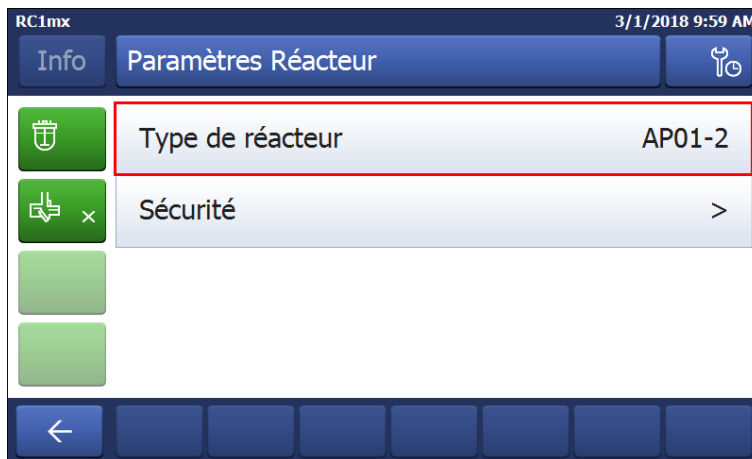 RC1mx 3/1/2018 9:59 AM
Info Paramètres Réacteur
Type de réacteur AP01-2
Sécurité >